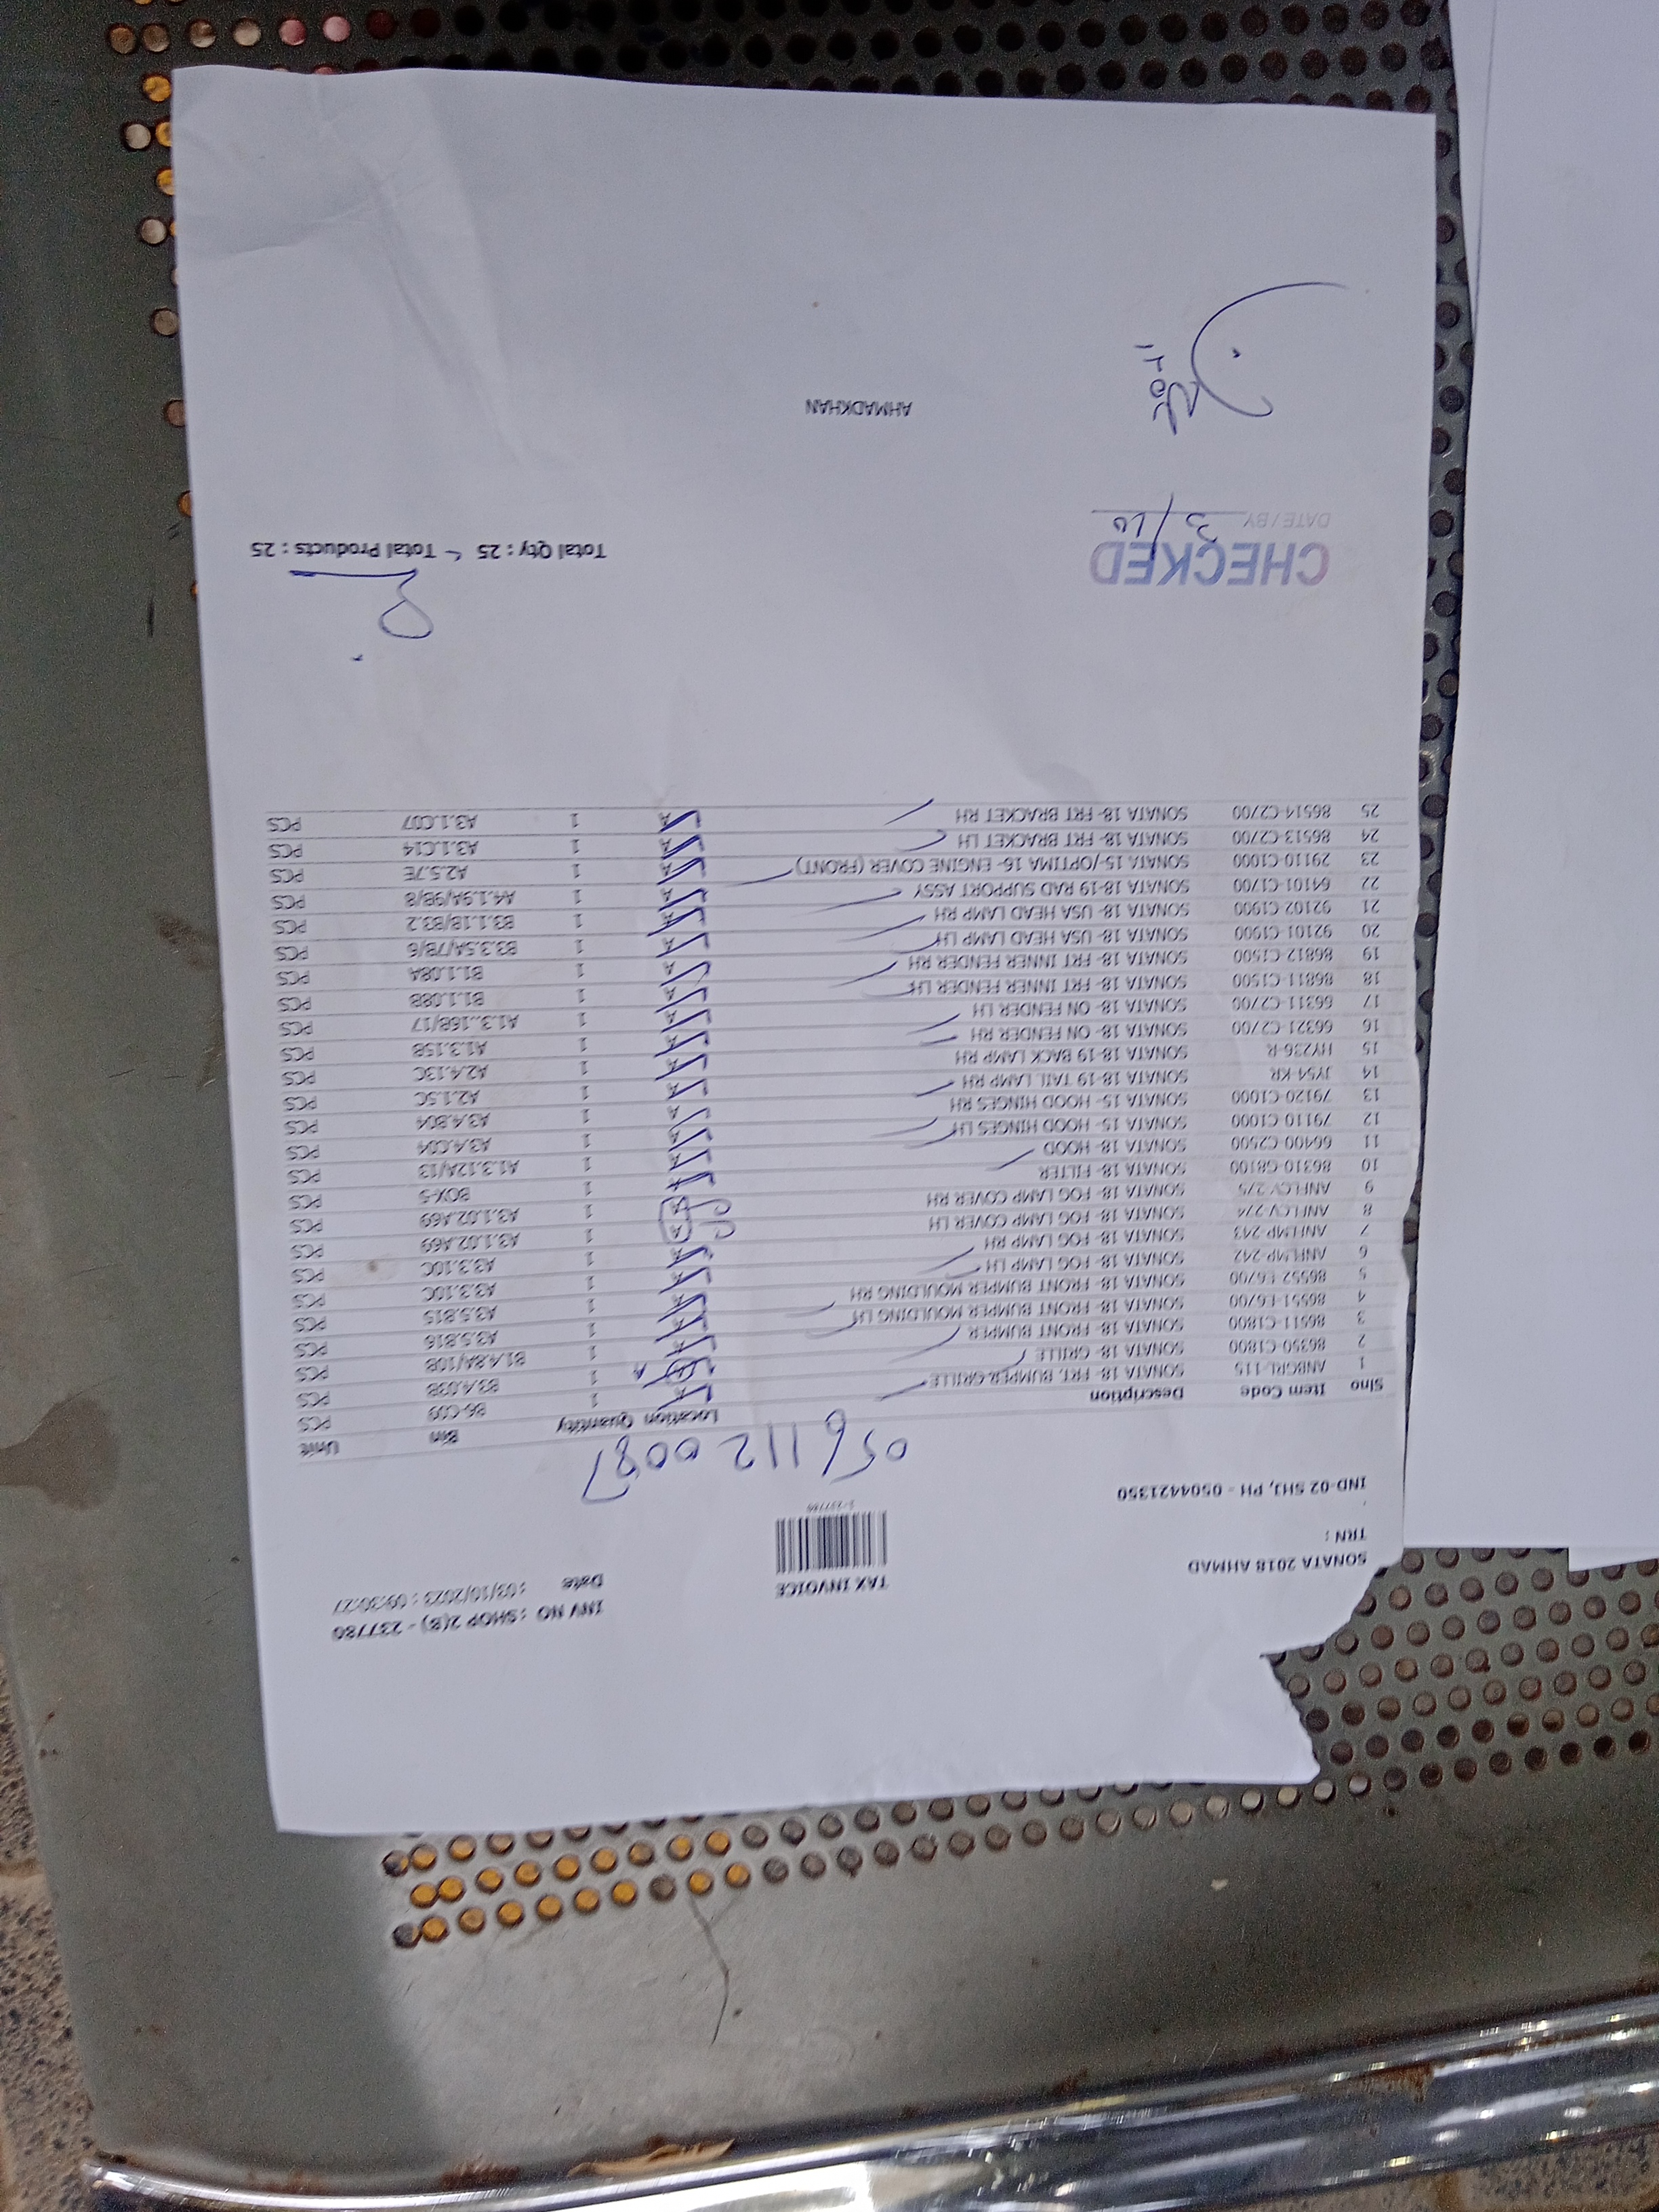 INV NO : SHOP 2(B) - 237786
Date : 03/10/2023 : 09:30:27
TAX INVOICE
SONATA 2018 AHMAD
TRN :
IND-02 SHJ, PH - 0504421350
2-237786
056112 0087
Slno Item Code Description Location Quantity Bin Unit
1 ANBGRL-115 SONATA 18- FRT. BUMPER GRILLE A 1 B6-C09 PCS
2 86350-C1800 SONATA 18- GRILLE A 1 B3.4.03B PCS
3 86511-C1800 SONATA 18- FRONT BUMPER A 1 B1.4.8A/10B PCS
4 86551-E6700 SONATA 18- FRONT BUMPER MOULDING LH A 1 A3.5.B16 PCS
5 86552-E6700 SONATA 18- FRONT BUMPER MOULDING RH A 1 A3.5.B15 PCS
6 ANFLMP-242 SONATA 18- FOG LAMP LH A 1 A3.3.10C PCS
7 ANFLMP-243 SONATA 18- FOG LAMP RH A 1 A3.3.10C PCS
8 ANFLCV-274 SONATA 18- FOG LAMP COVER LH A 1 A3.1.02.A69 PCS
9 ANFLCV-275 SONATA 18- FOG LAMP COVER RH A 1 A3.1.02.A69 PCS
10 86310-G8100 SONATA 18- FILTER 1 BOX-5 PCS
11 66400-C2500 SONATA 18- HOOD A 1 A1.3.12A/13 PCS
12 79110-C1000 SONATA 15- HOOD HINGES LH A 1 A3.4.C04 PCS
13 79120-C1000 SONATA 15- HOOD HINGES RH A 1 A3.4.B04 PCS
14 JY54-KR SONATA 18-19 TAIL LAMP RH A 1 A2.1.5C PCS
15 HY236-R SONATA 18-19 BACK LAMP RH A 1 A2.4.13C PCS
16 66321-C2700 SONATA 18- ON FENDER RH A 1 A1.3.15B PCS
17 66311-C2700 SONATA 18- ON FENDER LH A 1 A1.3..16B/17 PCS
18 86811-C1500 SONATA 18- FRT INNER FENDER LH A 1 B1.1.08B PCS
19 86812-C1500 SONATA 18- FRT INNER FENDER RH A 1 B1.1.08A PCS
20 92101-C1900 SONATA 18- USA HEAD LAMP LH A 1 B3.3.5A/7B/6 PCS
21 92102-C1900 SONATA 18- USA HEAD LAMP RH A 1 B3.1.1B/B3.2 PCS
22 64101-C1700 SONATA 18-19 RAD SUPPORT ASSY A 1 A4.1.9A/9B/8 PCS
23 29110-C1000 SONATA 15-/OPTIMA 16- ENGINE COVER (FRONT) A 1 A2.5.7E PCS
24 86513-C2700 SONATA 18- FRT BRACKET LH A 1 A3.1.C14 PCS
25 86514-C2700 SONATA 18- FRT BRACKET RH A 1 A3.1.C07 PCS
CHECKED
DATE/BY 3/10
Total Qty : 25 Total Products : 25
AHMADKHAN